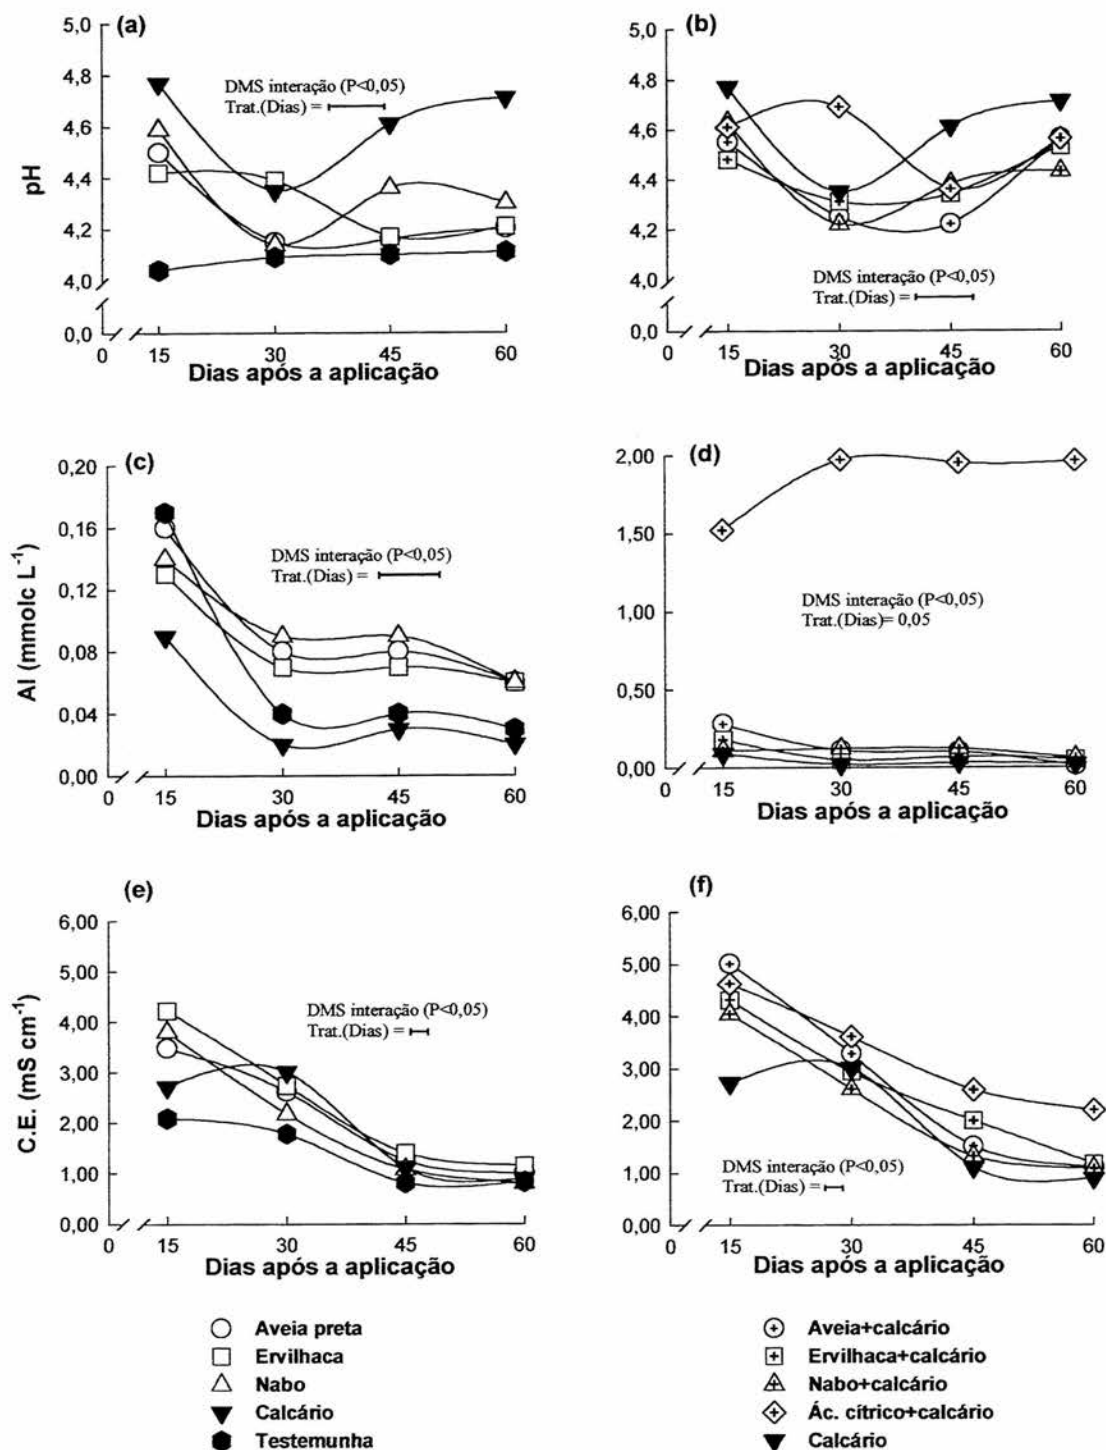 (a)
5,0
4,8
4,6
4,4
4,2
4,0
0,0
pH
DMS interação (P<0,05)
Trat.(Dias) =
0 15 30 45 60
Dias após a aplicação
(b)
5,0
4,8
4,6
4,4
4,2
4,0
0,0
DMS interação (P<0,05)
Trat.(Dias) =
0 15 30 45 60
Dias após a aplicação
(c)
0,20
0,16
0,12
0,08
0,04
0,00
Al (mmolc L⁻¹)
DMS interação (P<0,05)
Trat.(Dias) =
0 15 30 45 60
Dias após a aplicação
(d)
2,00
1,50
1,00
0,50
0,00
DMS interação (P<0,05)
Trat.(Dias)= 0,05
0 15 30 45 60
Dias após a aplicação
(e)
6,00
5,00
4,00
3,00
2,00
1,00
0,00
C.E. (mS cm⁻¹)
DMS interação (P<0,05)
Trat.(Dias) =
0 15 30 45 60
Dias após a aplicação
(f)
6,00
5,00
4,00
3,00
2,00
1,00
0,00
DMS interação (P<0,05)
Trat.(Dias) =
0 15 30 45 60
Dias após a aplicação
Aveia preta
Ervilhaca
Nabo
Calcário
Testemunha
Aveia+calcário
Ervilhaca+calcário
Nabo+calcário
Ác. cítrico+calcário
Calcário